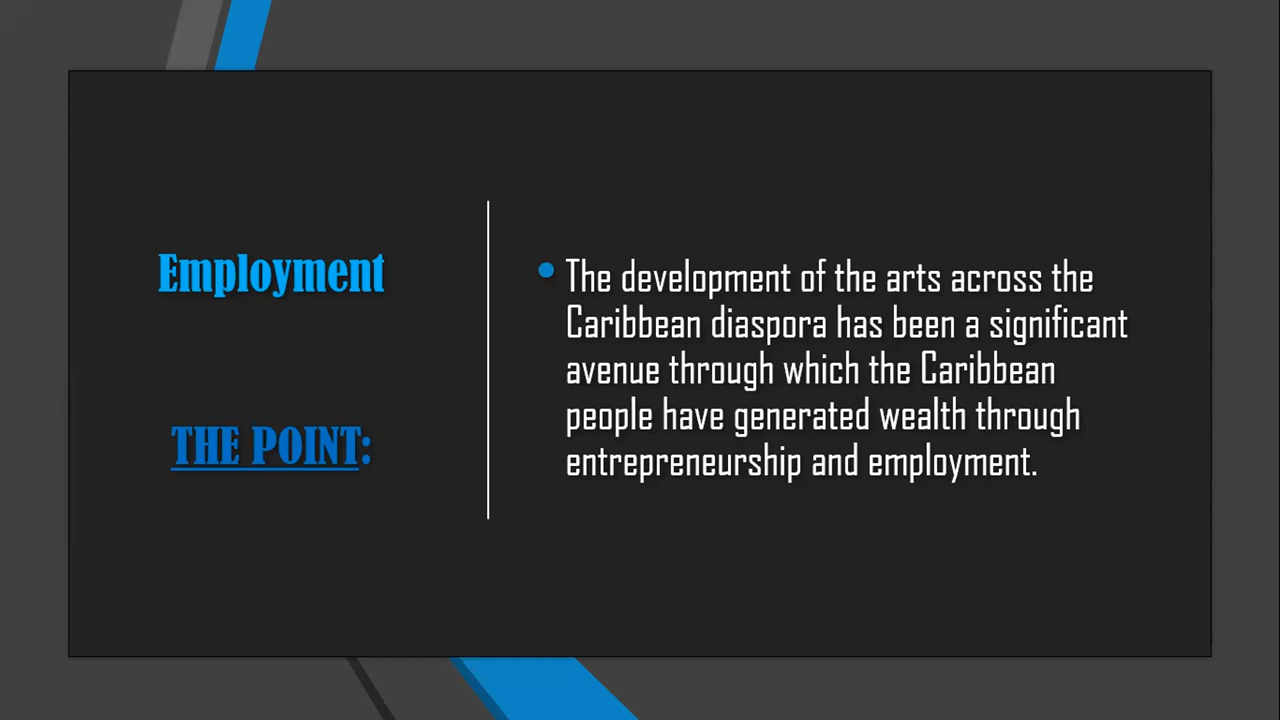 Employment
THE POINT:
The development of the arts across the
Caribbean diaspora has been a significant
avenue through which the Caribbean
people have generated wealth through
entrepreneurship and employment.